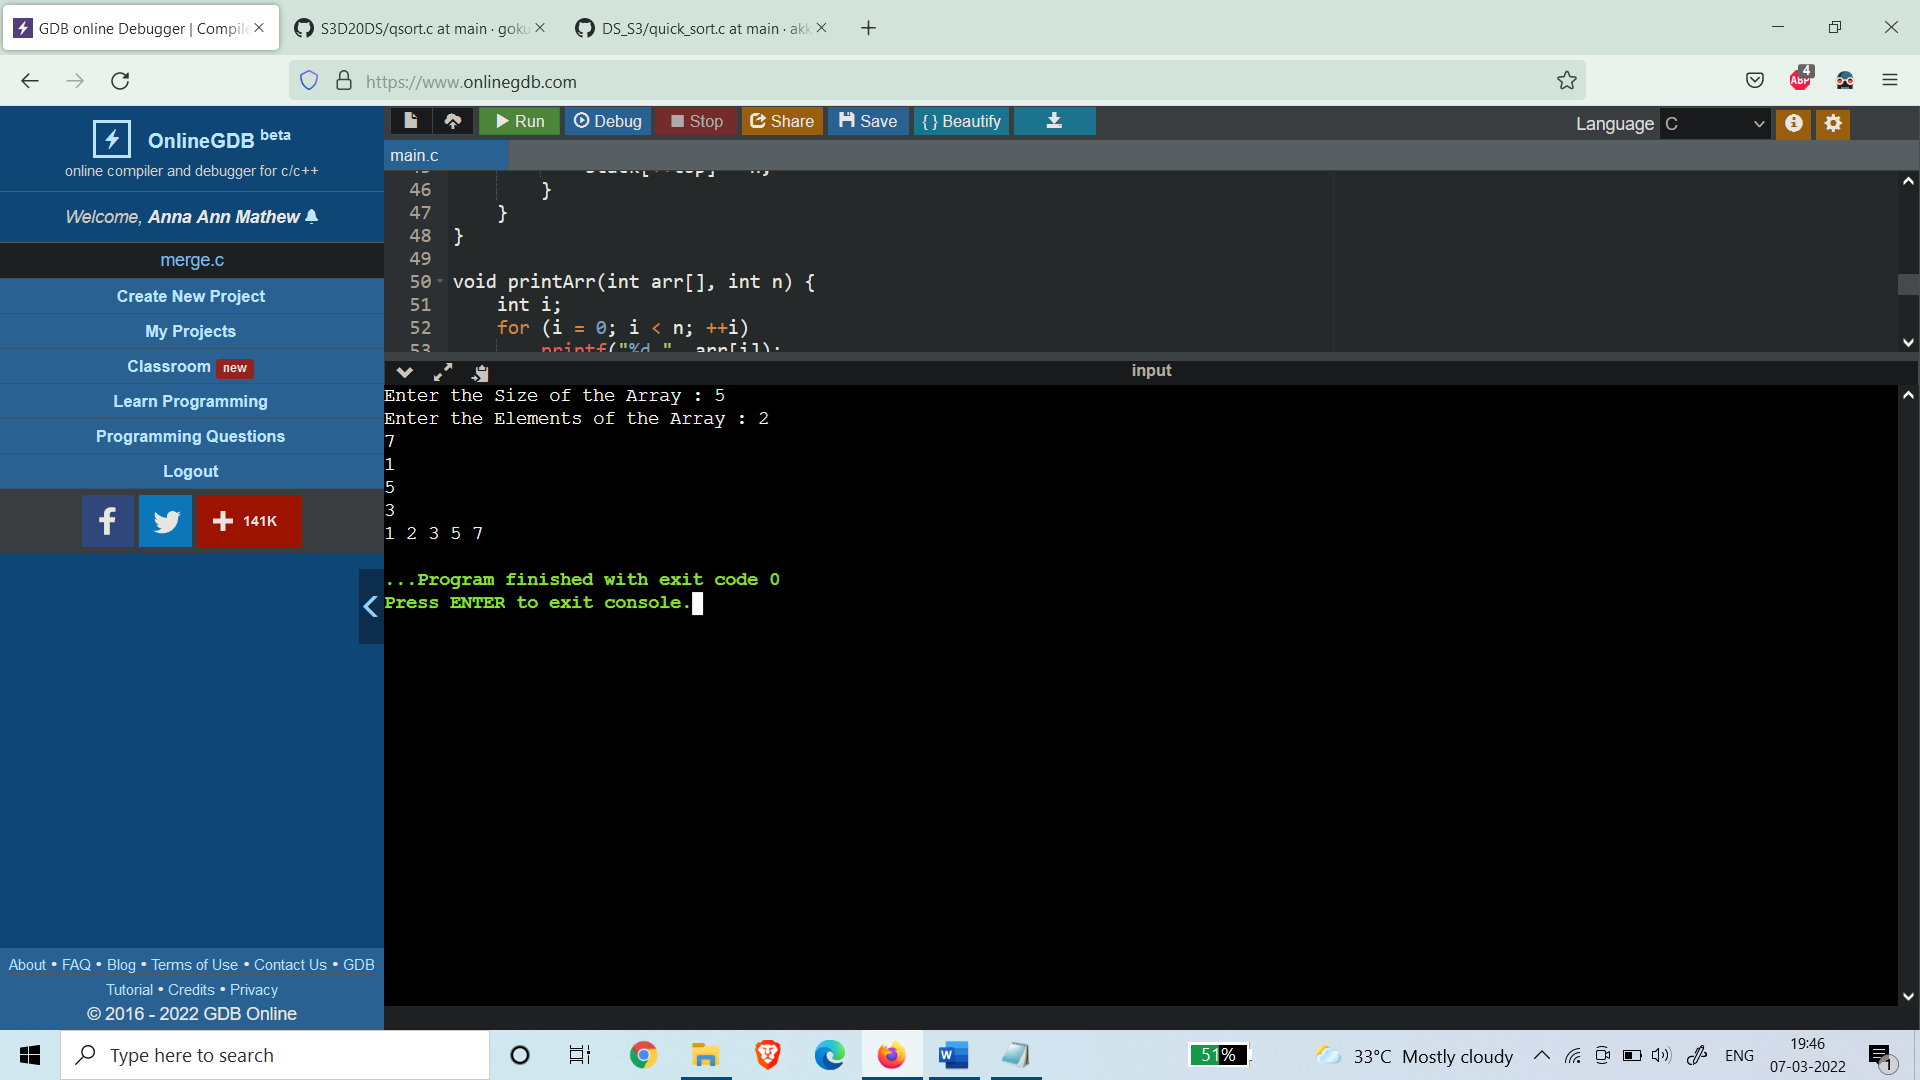 GDB online Debugger | Compile
S3D20DS/qsort.c at main · goku
DS_S3/quick_sort.c at main · akk
https://www.onlinegdb.com
4
ABP
OnlineGDB beta
online compiler and debugger for c/c++
Welcome, Anna Ann Mathew
merge.c
Create New Project
My Projects
Classroom new
Learn Programming
Programming Questions
Logout
141K
About • FAQ • Blog • Terms of Use • Contact Us • GDB
Tutorial • Credits • Privacy
© 2016 - 2022 GDB Online
Run Debug Stop Share Save { } Beautify
Language C
main.c
46 }
47 }
48 }
49
50 void printArr(int arr[], int n) {
51 int i;
52 for (i = 0; i < n; ++i)
53 printf("%d ", arr[i]);
input
Enter the Size of the Array : 5
Enter the Elements of the Array : 2
7
1
5
3
1 2 3 5 7
...Program finished with exit code 0
Press ENTER to exit console.
Type here to search
51%
33°C Mostly cloudy
ENG
19:46
07-03-2022
1